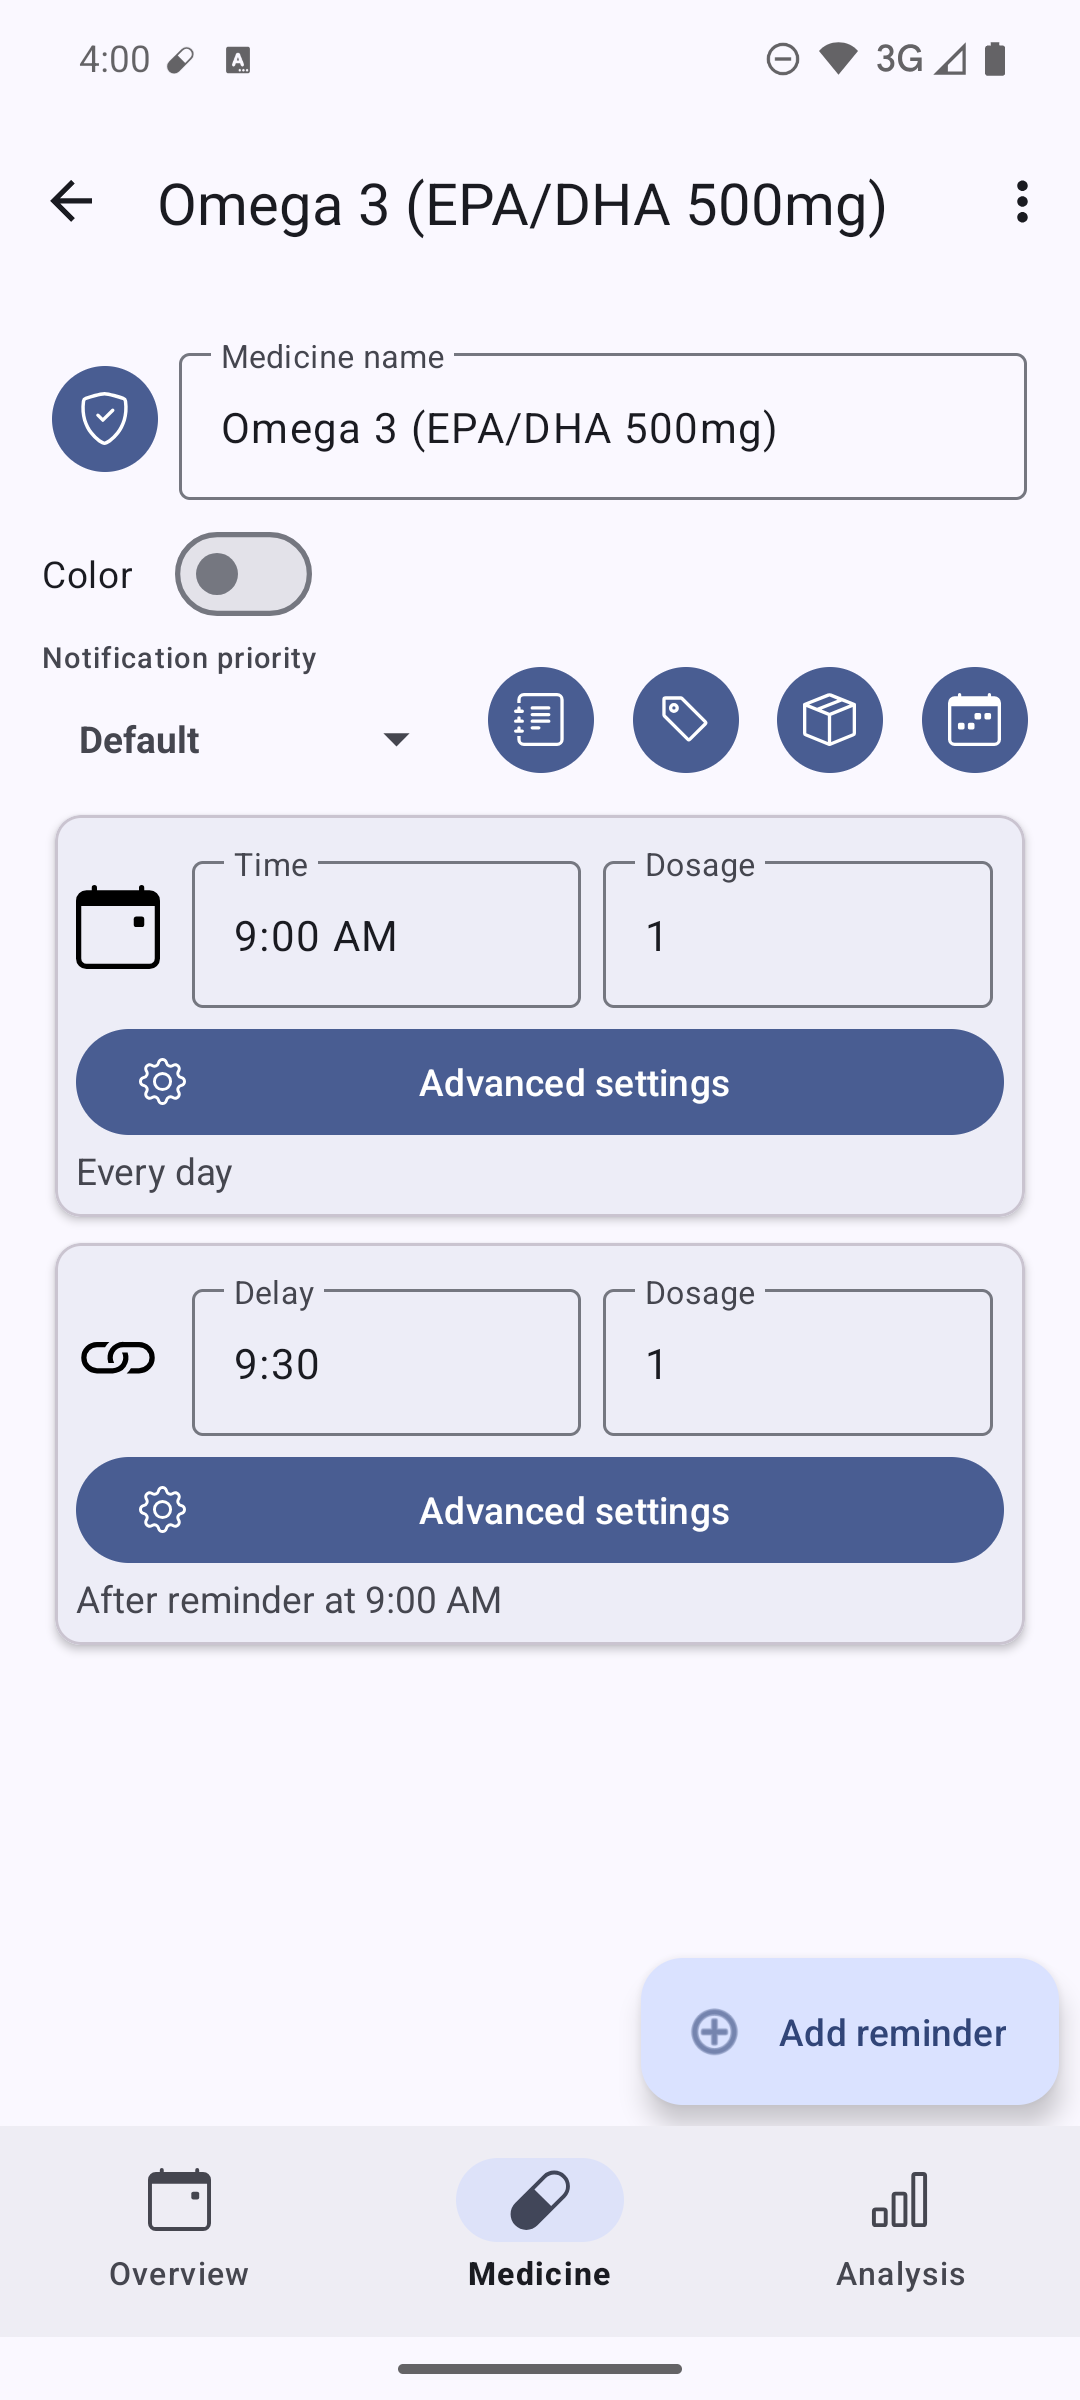 4:00
3G
Omega 3 (EPA/DHA 500mg)
Medicine name
Omega 3 (EPA/DHA 500mg)
Color
Notification priority
Default
Time
9:00 AM
Dosage
1
Advanced settings
Every day
Delay
9:30
Dosage
1
Advanced settings
After reminder at 9:00 AM
Add reminder
Overview
Medicine
Analysis